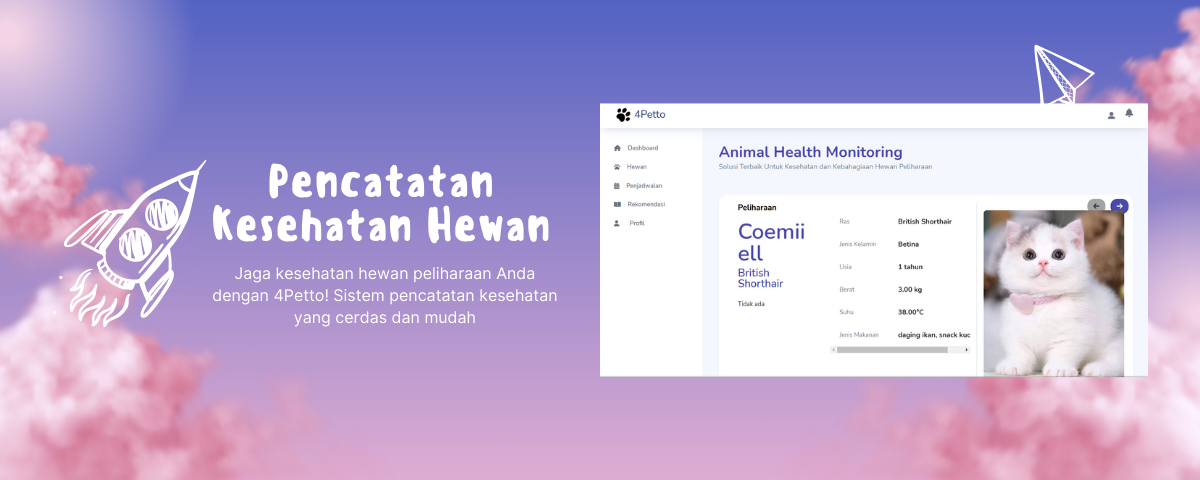 Pencatatan
Kesehatan Hewan
Jaga kesehatan hewan peliharaan Anda
dengan 4Petto! Sistem pencatatan kesehatan
yang cerdas dan mudah
4Petto
Dashboard
Hewan
Penjadwalan
Rekomendasi
Profil
Animal Health Monitoring
Solusi Terbaik Untuk Kesehatan dan Kebahagiaan Hewan Peliharaan
Peliharaan
Coemii
ell
British
Shorthair
Tidak ada
Ras British Shorthair
Jenis Kelamin Betina
Usia 1 tahun
Berat 3.00 kg
Suhu 38.00°C
Jenis Makanan daging ikan, snack kuc